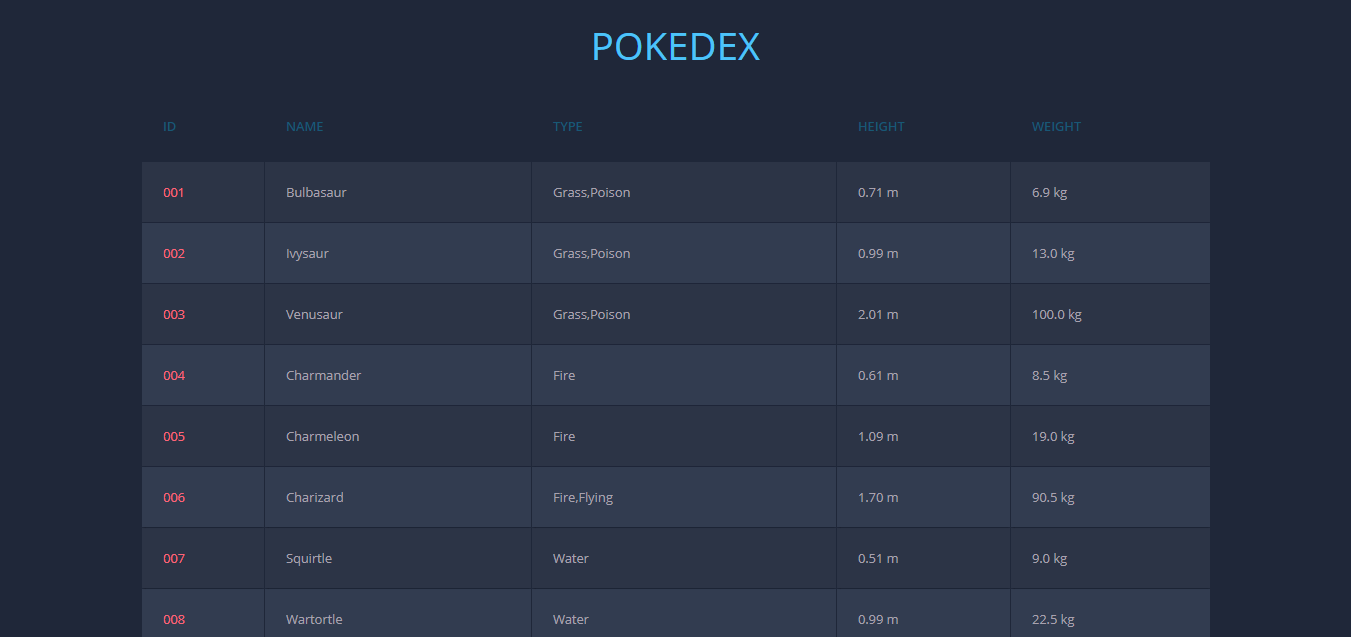 POKEDEX
ID NAME TYPE HEIGHT WEIGHT
001 Bulbasaur Grass,Poison 0.71 m 6.9 kg
002 Ivysaur Grass,Poison 0.99 m 13.0 kg
003 Venusaur Grass,Poison 2.01 m 100.0 kg
004 Charmander Fire 0.61 m 8.5 kg
005 Charmeleon Fire 1.09 m 19.0 kg
006 Charizard Fire,Flying 1.70 m 90.5 kg
007 Squirtle Water 0.51 m 9.0 kg
008 Wartortle Water 0.99 m 22.5 kg